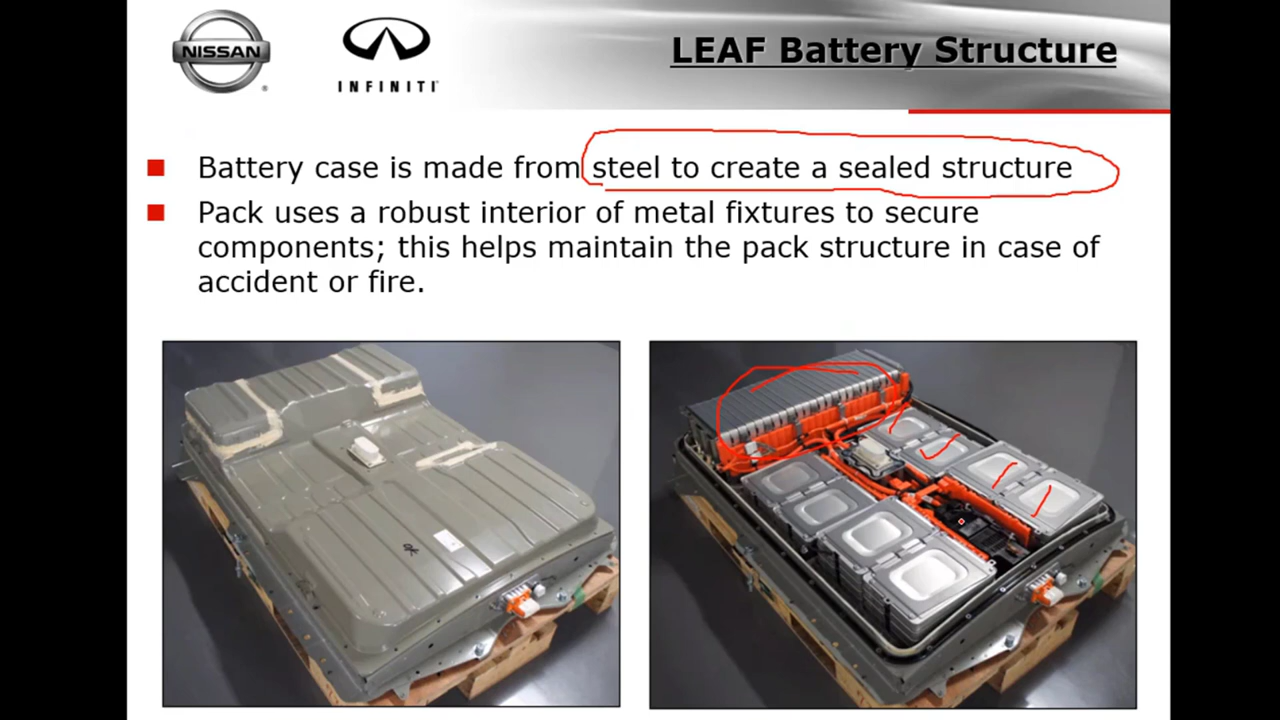 NISSAN
INFINITI
LEAF Battery Structure
Battery case is made from steel to create a sealed structure
Pack uses a robust interior of metal fixtures to secure
components; this helps maintain the pack structure in case of
accident or fire.
OK